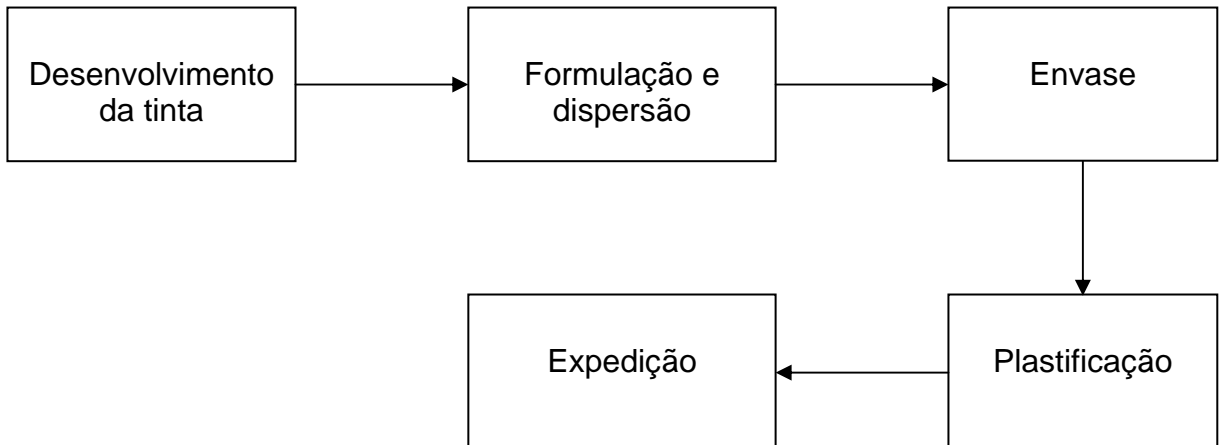 Desenvolvimento
da tinta
Formulação e
dispersão
Envase
Plastificação
Expedição